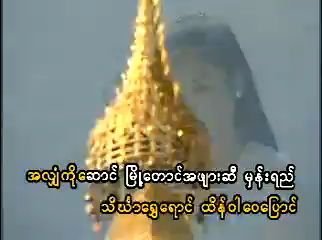 အလျှံကိုဆောင် မြို့တောင်အဖျားဆီ မှန်းရည်
သိင်္ဃာရွှေရောင် ထိန်ဝါဝေပြောင်